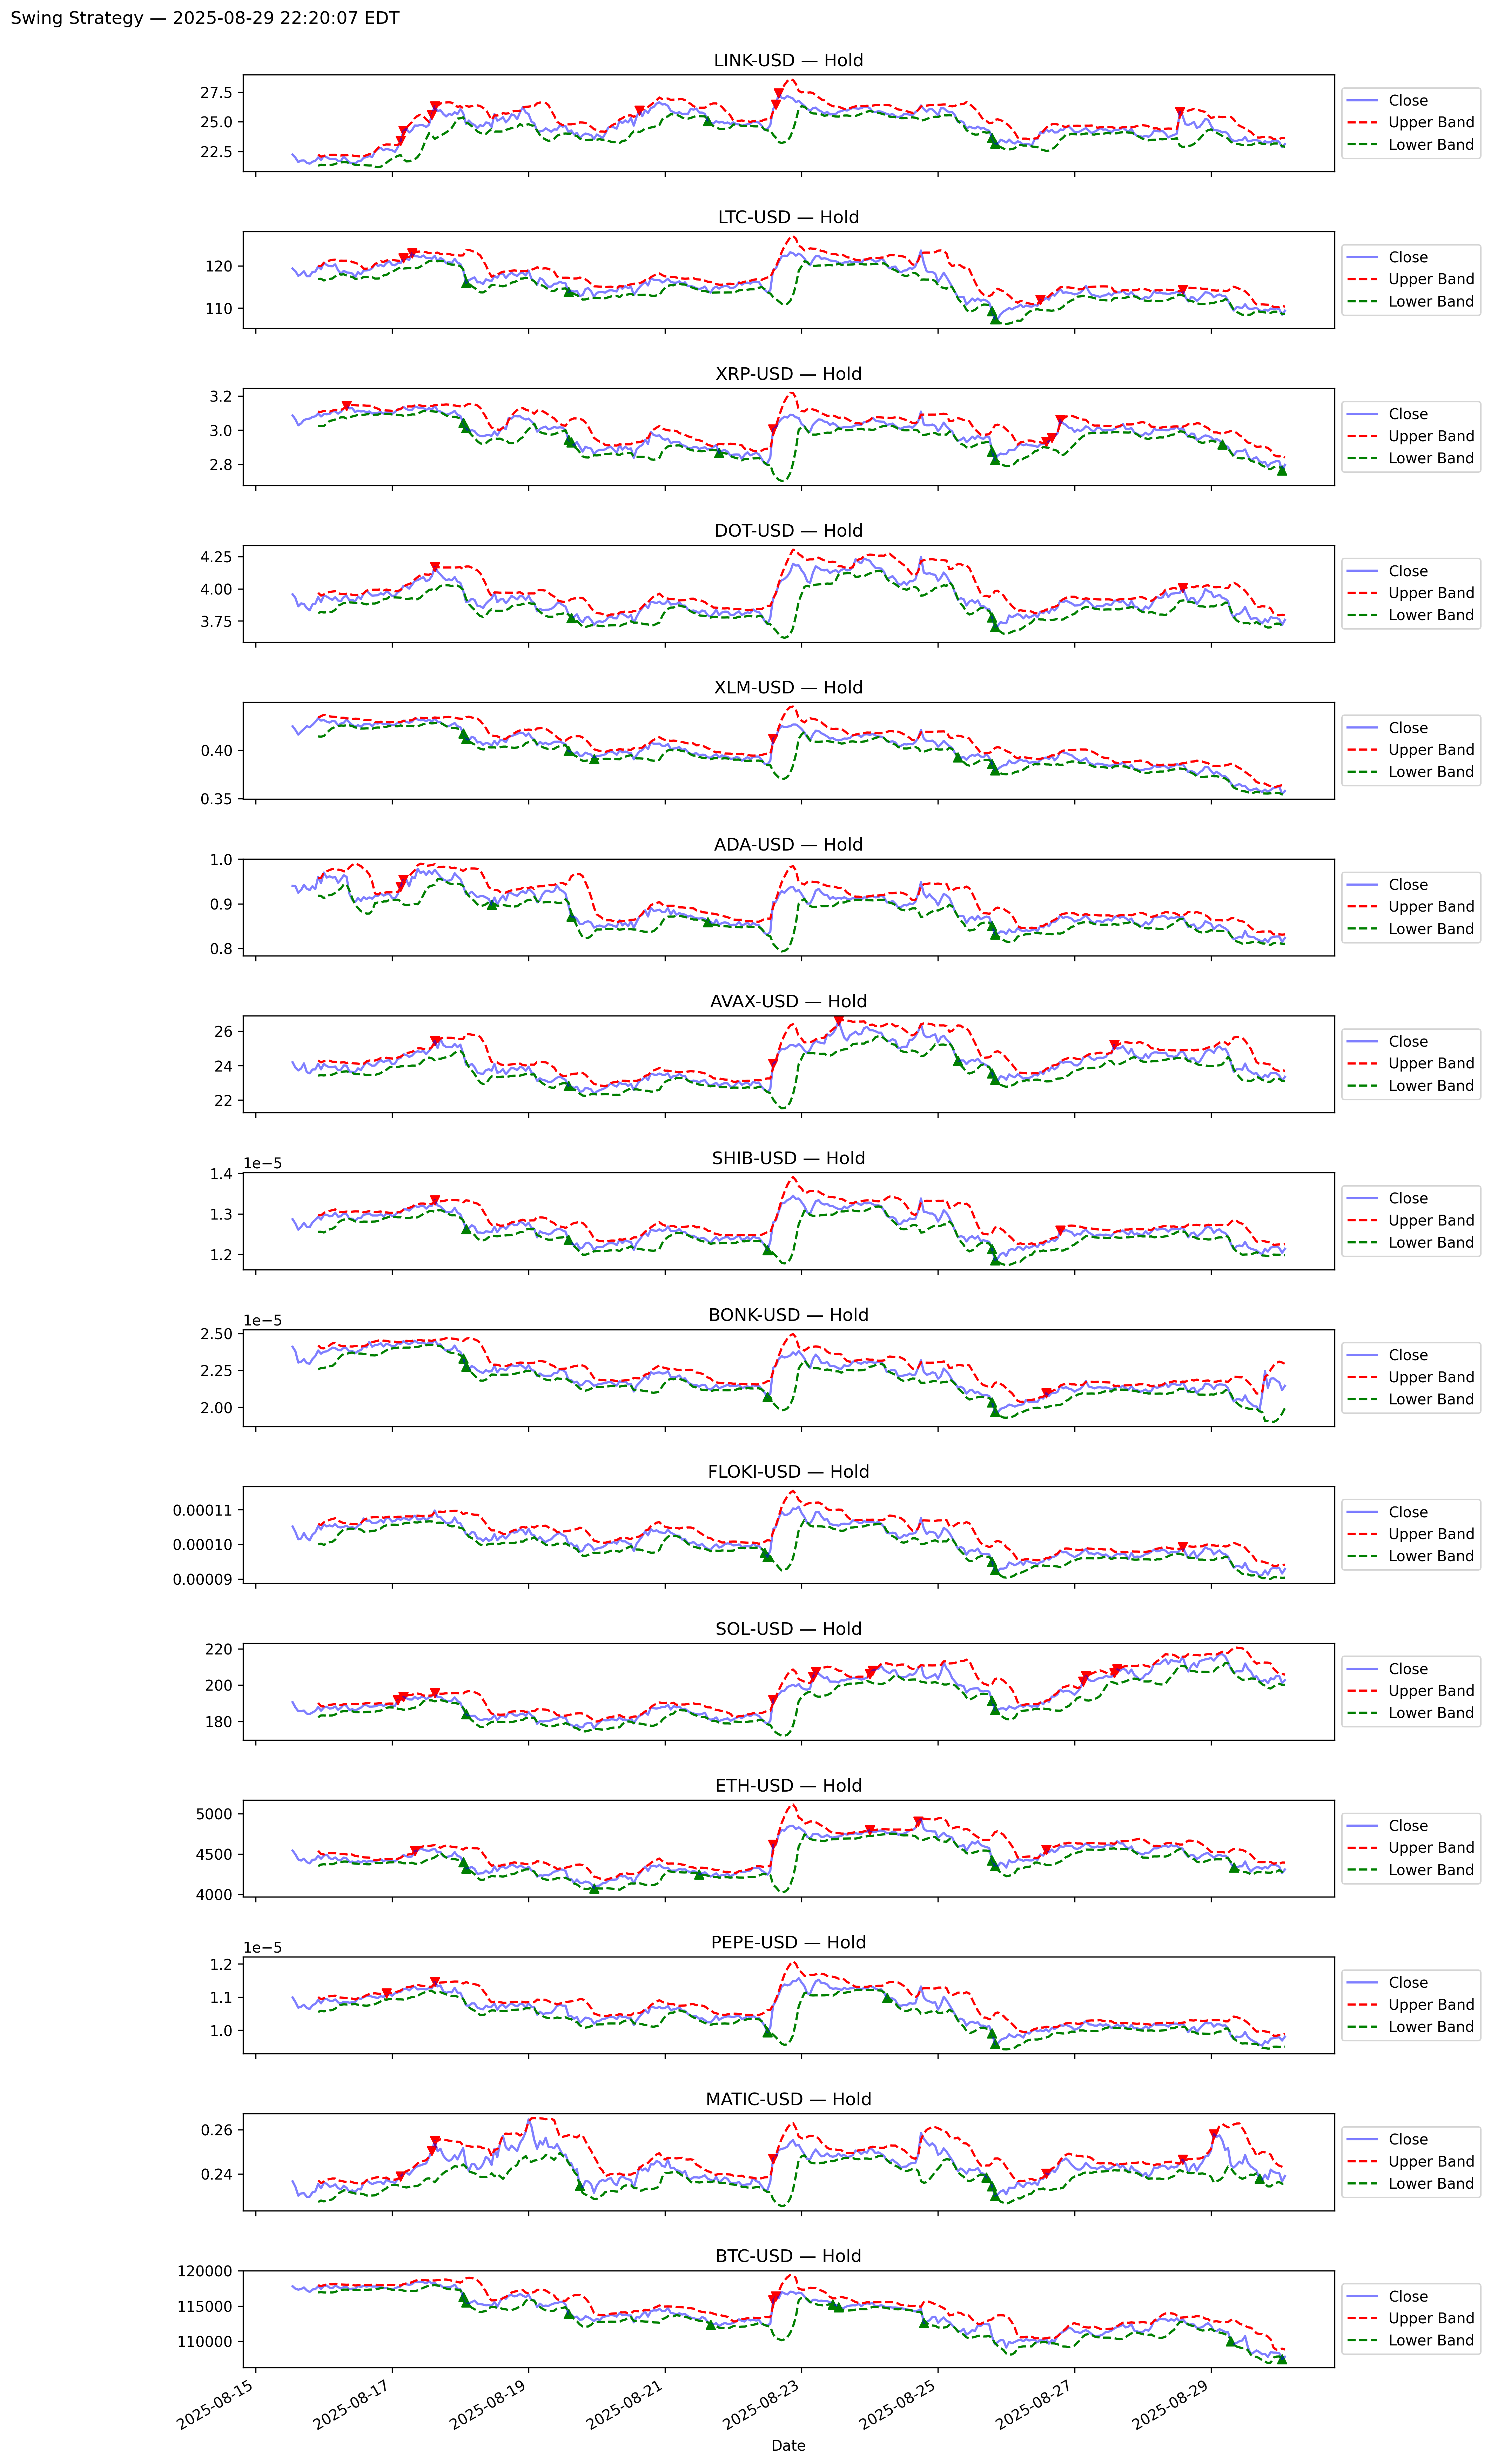 Swing Strategy — 2025-08-29 22:20:07 EDT
LINK-USD — Hold
27.5
25.0
22.5
Close
Upper Band
Lower Band
LTC-USD — Hold
120
110
Close
Upper Band
Lower Band
XRP-USD — Hold
3.2
3.0
2.8
Close
Upper Band
Lower Band
DOT-USD — Hold
4.25
4.00
3.75
Close
Upper Band
Lower Band
XLM-USD — Hold
0.40
0.35
Close
Upper Band
Lower Band
ADA-USD — Hold
1.0
0.9
0.8
Close
Upper Band
Lower Band
AVAX-USD — Hold
26
24
22
Close
Upper Band
Lower Band
SHIB-USD — Hold
1e−5
1.4
1.3
1.2
Close
Upper Band
Lower Band
BONK-USD — Hold
1e−5
2.50
2.25
2.00
Close
Upper Band
Lower Band
FLOKI-USD — Hold
0.00011
0.00010
0.00009
Close
Upper Band
Lower Band
SOL-USD — Hold
220
200
180
Close
Upper Band
Lower Band
ETH-USD — Hold
5000
4500
4000
Close
Upper Band
Lower Band
PEPE-USD — Hold
1e−5
1.2
1.1
1.0
Close
Upper Band
Lower Band
MATIC-USD — Hold
0.26
0.24
Close
Upper Band
Lower Band
BTC-USD — Hold
120000
115000
110000
Close
Upper Band
Lower Band
2025-08-15
2025-08-17
2025-08-19
2025-08-21
2025-08-23
2025-08-25
2025-08-27
2025-08-29
Date